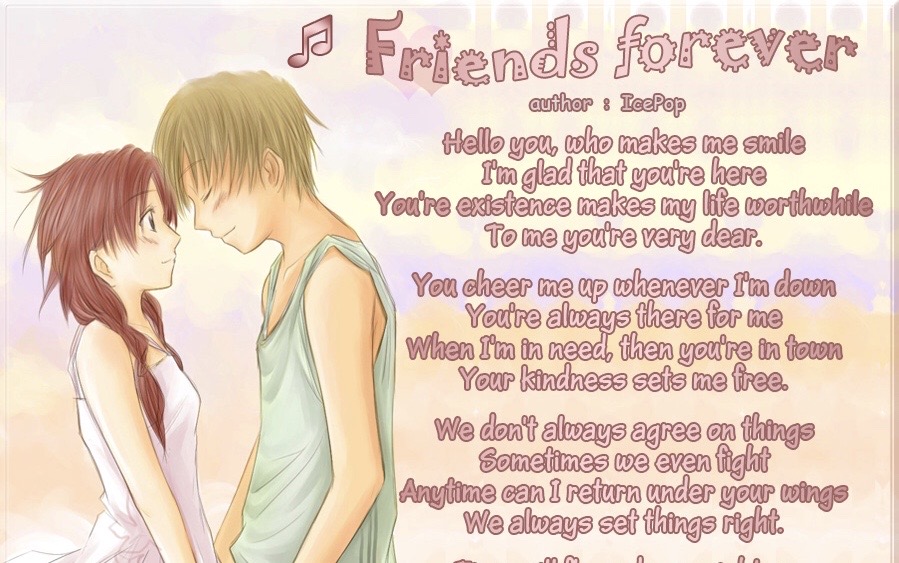 Friends forever
author : IcePop
Hello you, who makes me smile
I'm glad that you're here
You're existence makes my life worthwhile
To me you're very dear.
You cheer me up whenever I'm down
You're always there for me
When I'm in need, then you're in town
Your kindness sets me free.
We don't always agree on things
Sometimes we even fight
Anytime can I return under your wings
We always set things right.